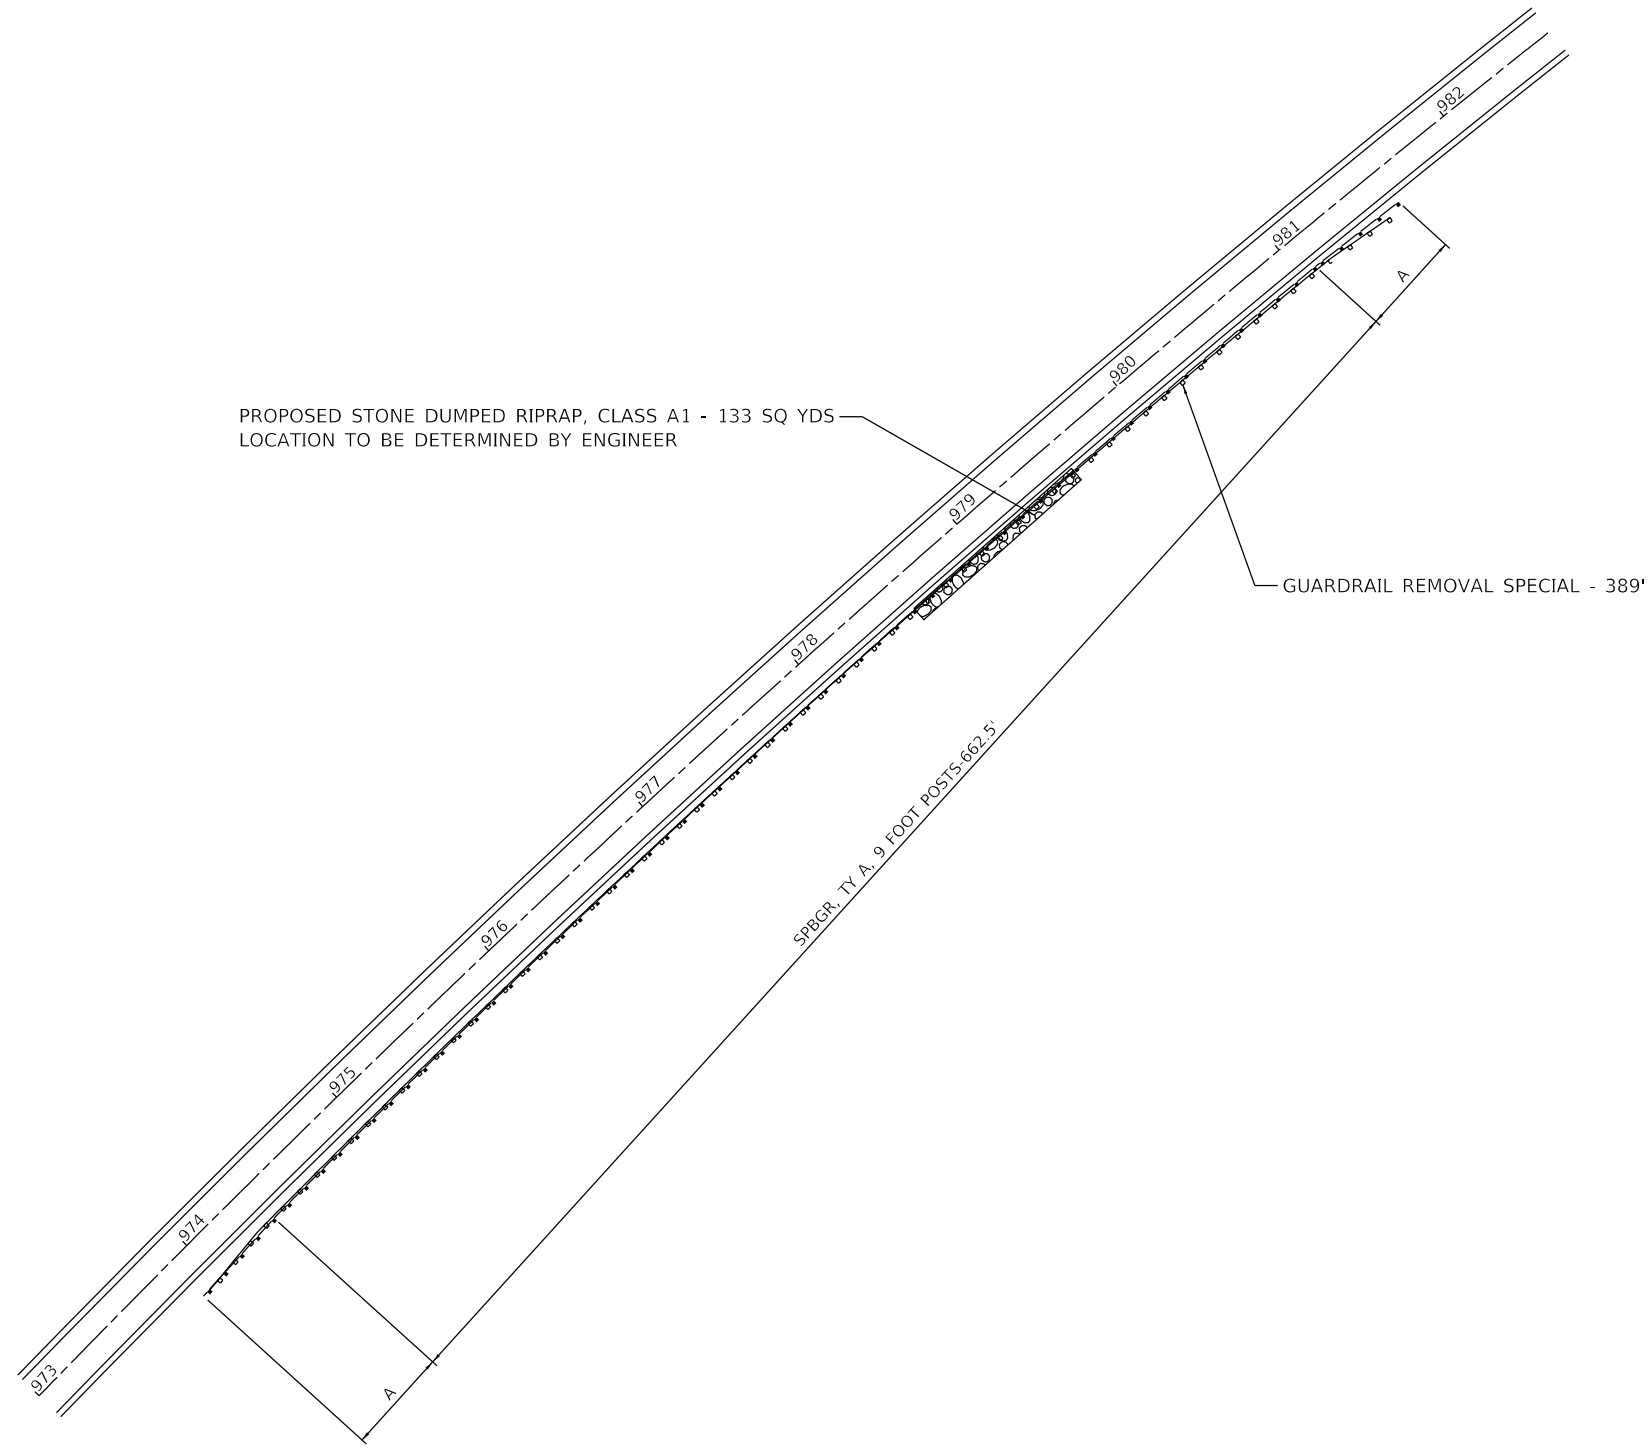 982
981
A
980
PROPOSED STONE DUMPED RIPRAP, CLASS A1 - 133 SQ YDS
LOCATION TO BE DETERMINED BY ENGINEER
979
GUARDRAIL REMOVAL SPECIAL - 389'
978
977
SPBGR, TY A, 9 FOOT POSTS-662.5'
976
975
974
973
A